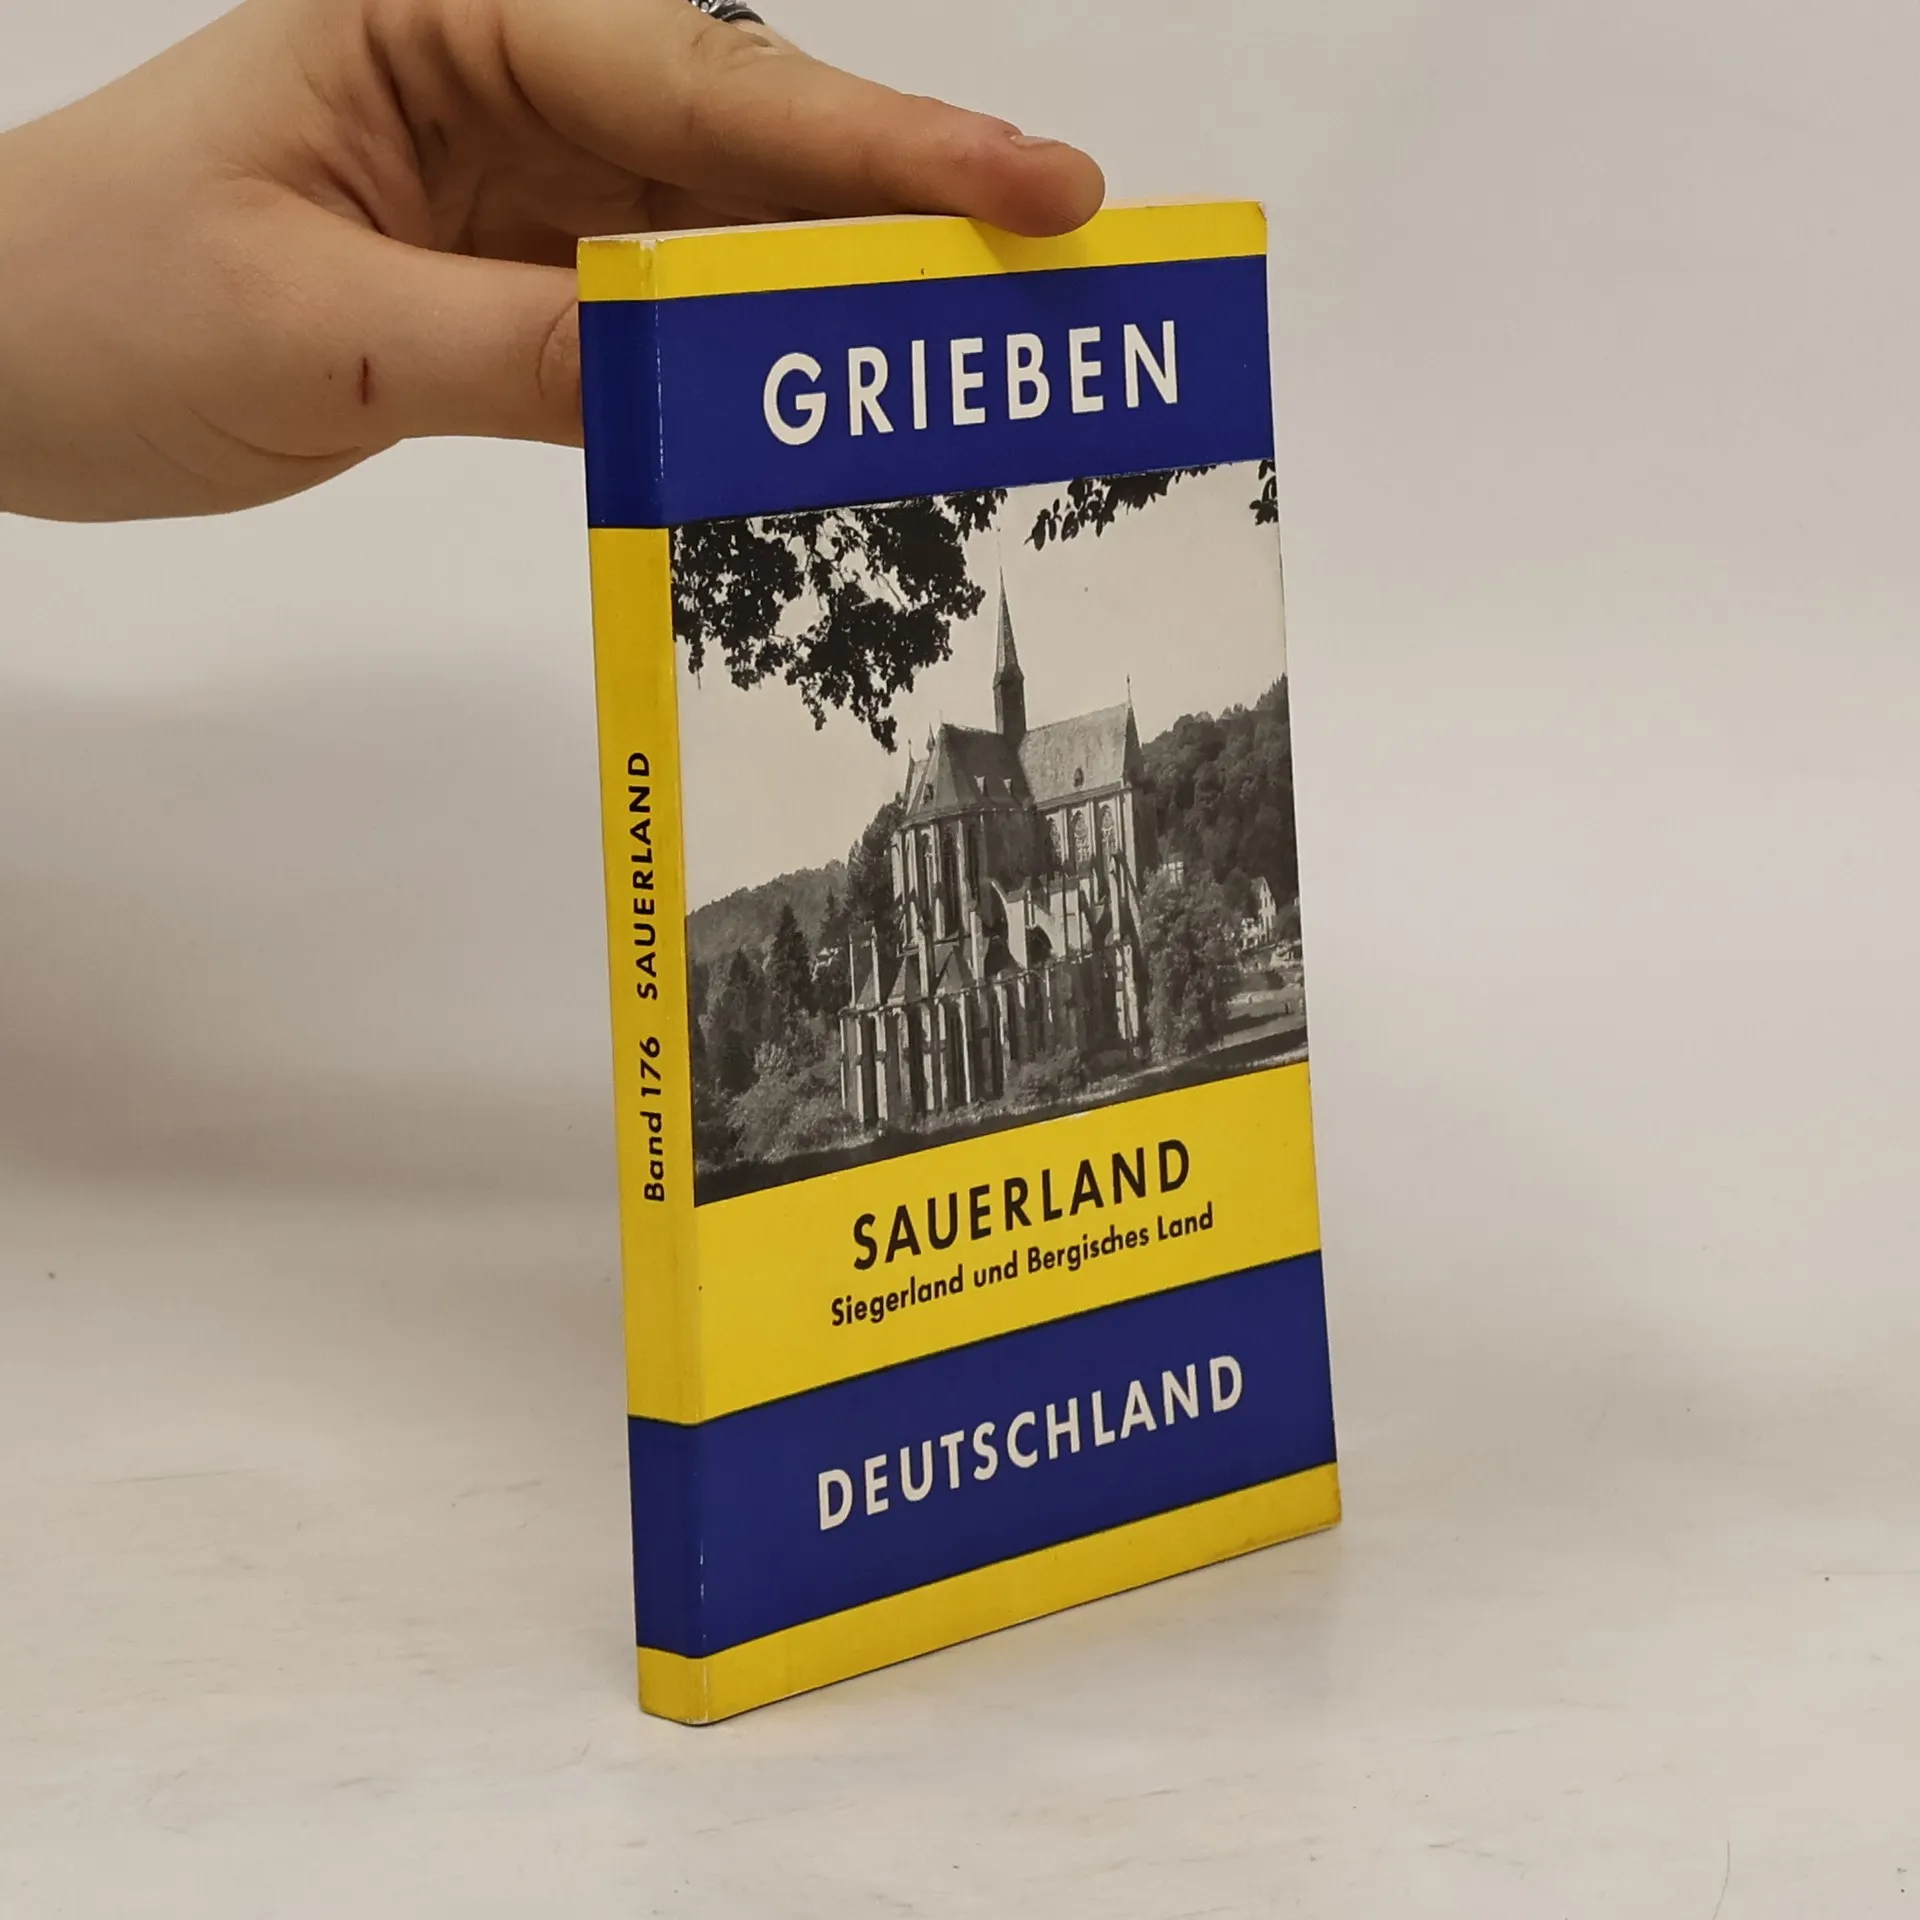 GRIEBEN
SAUERLAND
Siegerland und Bergisches Land
DEUTSCHLAND
Band 176 SAUERLAND